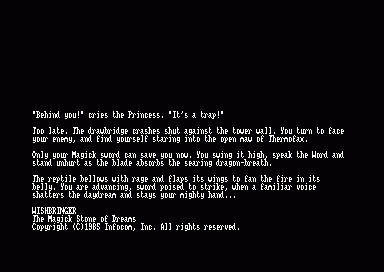 "Behind you!" cries the Princess. "It's a trap!"
Too late. The drawbridge crashes shut against the tower wall. You turn to face
your enemy, and find yourself staring into the open maw of Thermofax.
Only your Magick sword can save you now. You swing it high, speak the Word and
stand unhurt as the blade absorbs the searing dragon-breath.
The reptile bellows with rage and flaps its wings to fan the fire in its
belly. You are advancing, sword poised to strike, when a familiar voice
shatters the daydream and stays your mighty hand...
WISHBRINGER
The Magick Stone of Dreams
Copyright (C)1985 Infocom, Inc. All rights reserved.